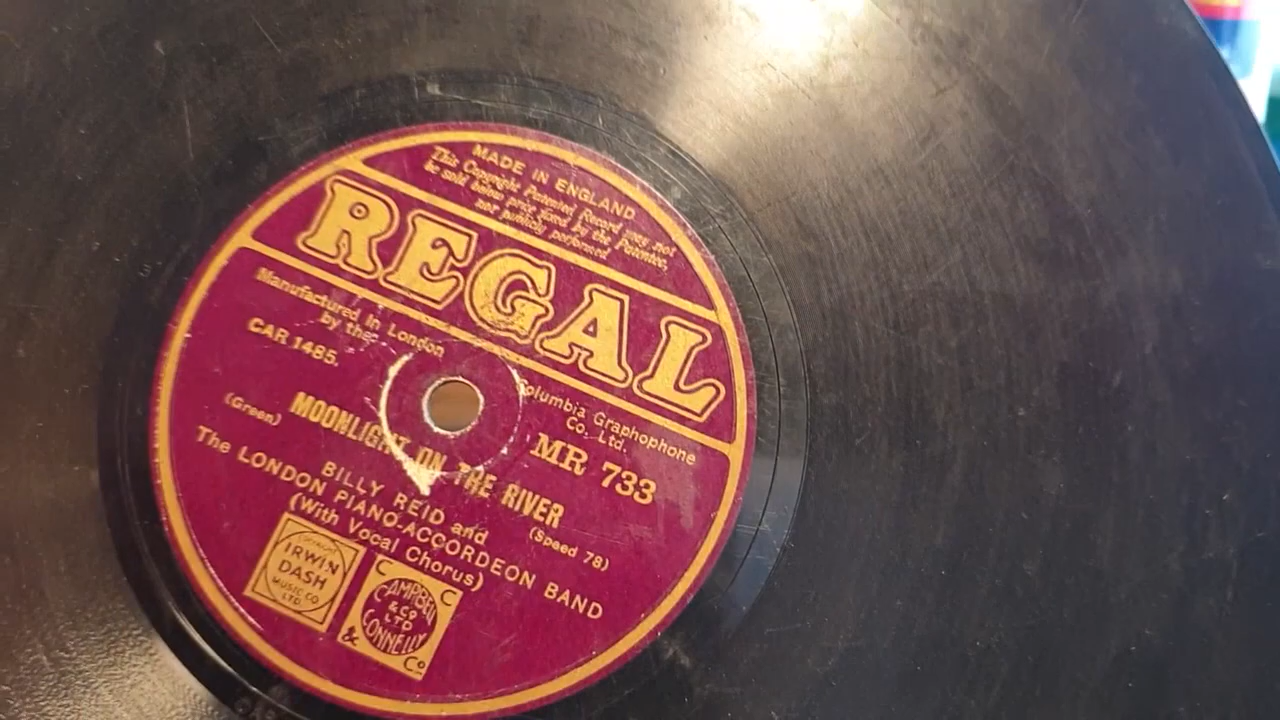 MADE IN ENGLAND
This Copyright Patented Record may not
be sold below price fixed by the Patentee,
nor publicly performed
REGAL
Manufactured in London
by the
Columbia Graphophone
Co. Ltd.
CAR 1485.
MR 733
MOONLIGHT ON THE RIVER
(Green)
(Speed 78)
BILLY REID and
The LONDON PIANO-ACCORDEON BAND
(With Vocal Chorus)
COPYRIGHT
IRWIN
DASH
MUSIC CO
LTD
CAMPBELL
& CO
LTD
CONNELLY
C C
& Co